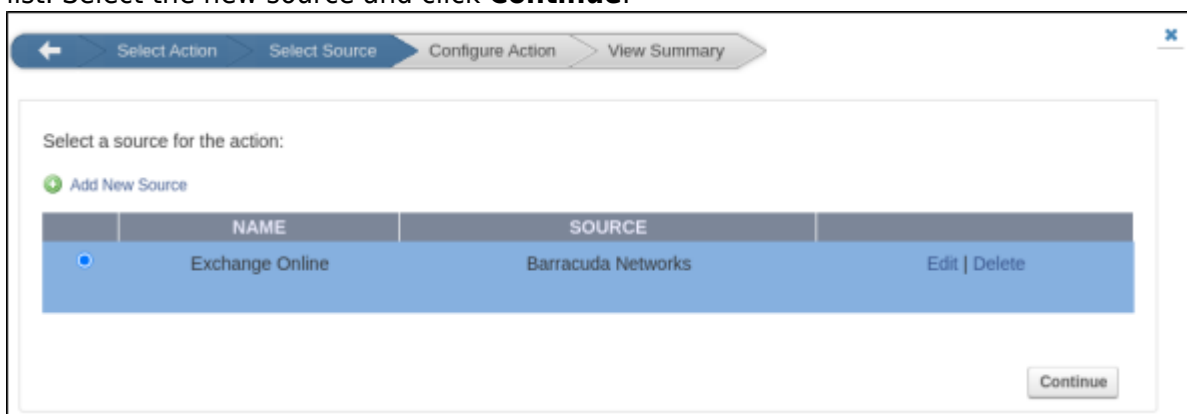 list. Select the new source and click Continue.
Select Action Select Source Configure Action View Summary
Select a source for the action:
Add New Source
NAME SOURCE
Exchange Online Barracuda Networks Edit | Delete
Continue